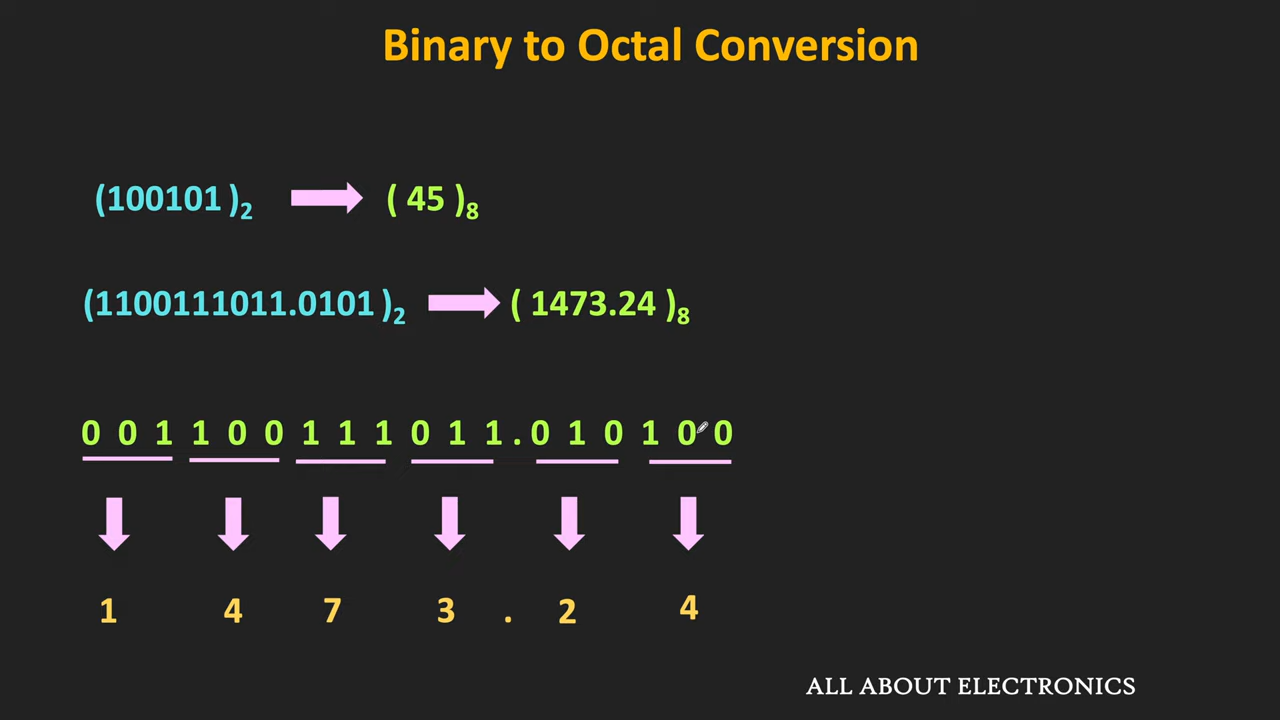 Binary to Octal Conversion
(100101 )2 ( 45 )8
(1100111011.0101 )2 ( 1473.24 )8
0 0 1 1 0 0 1 1 1 0 1 1 . 0 1 0 1 0 0
1 4 7 3 . 2 4
ALL ABOUT ELECTRONICS